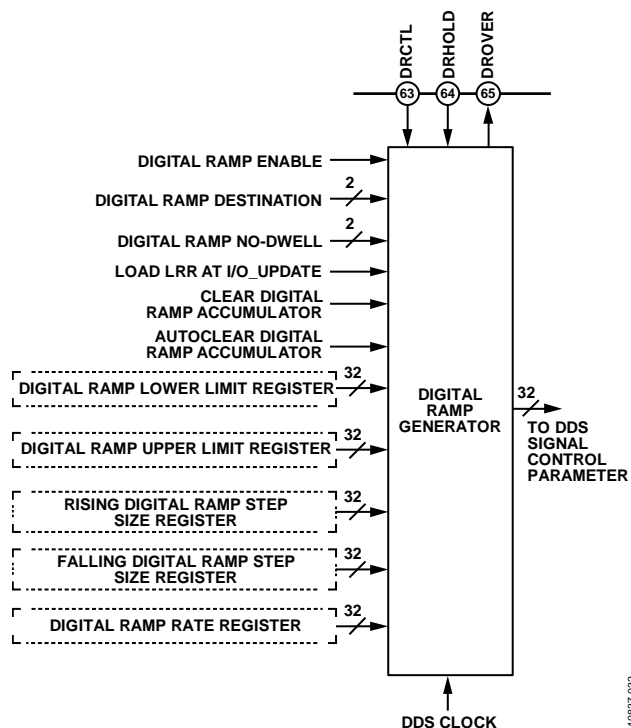 DRCTL
DRHOLD
DROVER
63
64
65
DIGITAL RAMP ENABLE
2
DIGITAL RAMP DESTINATION
2
DIGITAL RAMP NO-DWELL
LOAD LRR AT I/O_UPDATE
CLEAR DIGITAL
RAMP ACCUMULATOR
AUTOCLEAR DIGITAL
RAMP ACCUMULATOR
32
DIGITAL RAMP LOWER LIMIT REGISTER
32
DIGITAL RAMP UPPER LIMIT REGISTER
32
RISING DIGITAL RAMP STEP
SIZE REGISTER
32
FALLING DIGITAL RAMP STEP
SIZE REGISTER
32
DIGITAL RAMP RATE REGISTER
DIGITAL
RAMP
GENERATOR
32
TO DDS
SIGNAL
CONTROL
PARAMETER
DDS CLOCK